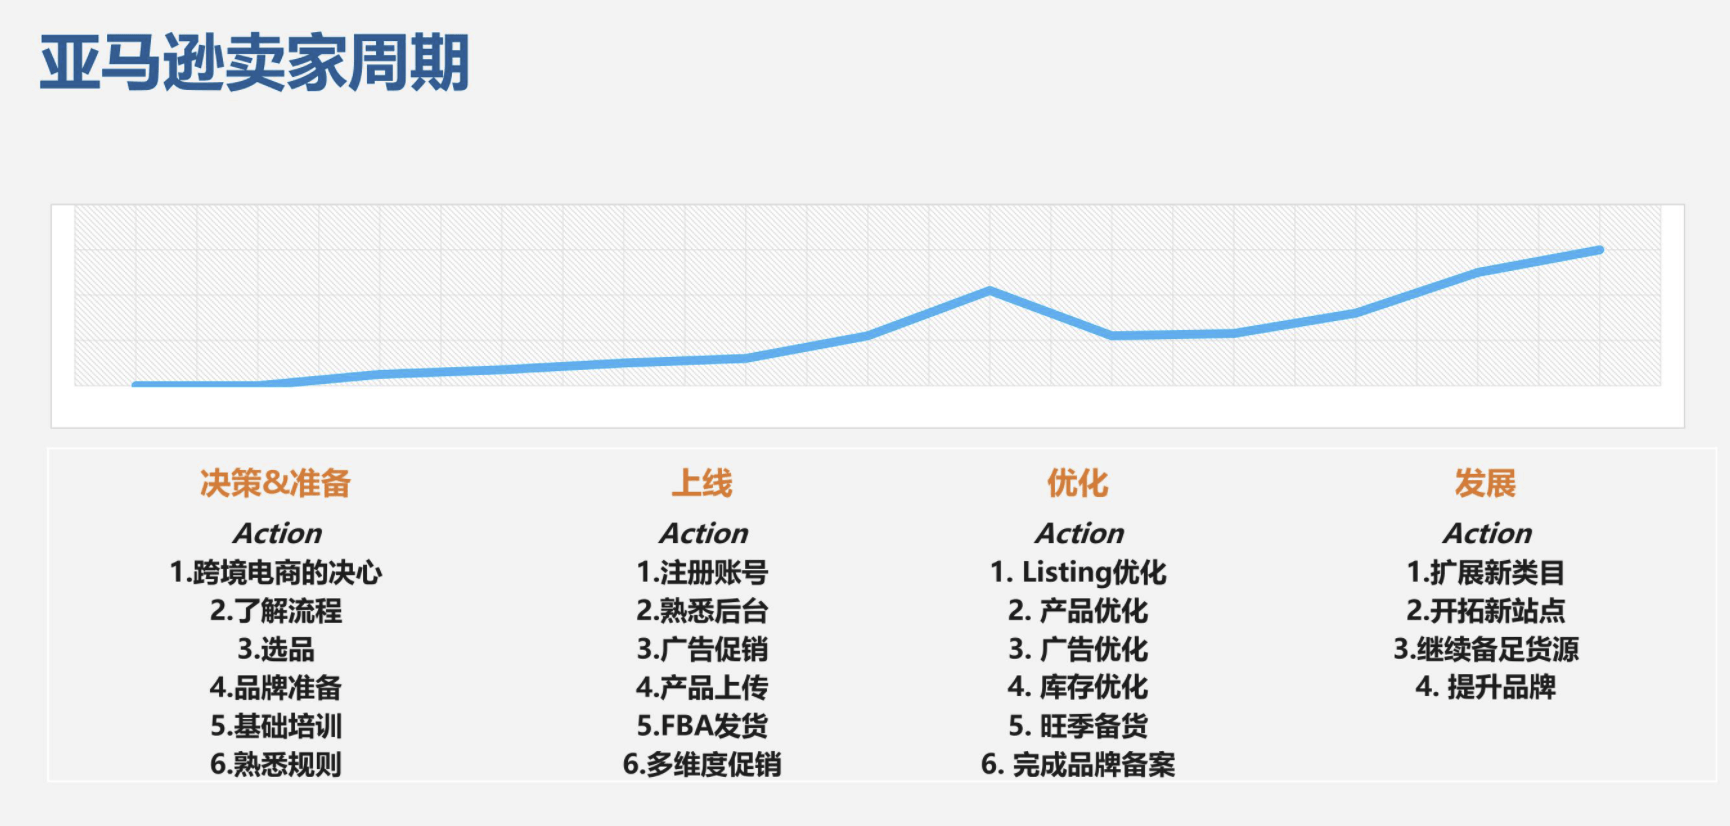 亚马逊卖家周期
决策&准备
Action
1.跨境电商的决心
2.了解流程
3.选品
4.品牌准备
5.基础培训
6.熟悉规则
上线
Action
1.注册账号
2.熟悉后台
3.广告促销
4.产品上传
5.FBA发货
6.多维度促销
优化
Action
1. Listing优化
2. 产品优化
3. 广告优化
4. 库存优化
5. 旺季备货
6. 完成品牌备案
发展
Action
1.扩展新类目
2.开拓新站点
3.继续备足货源
4. 提升品牌